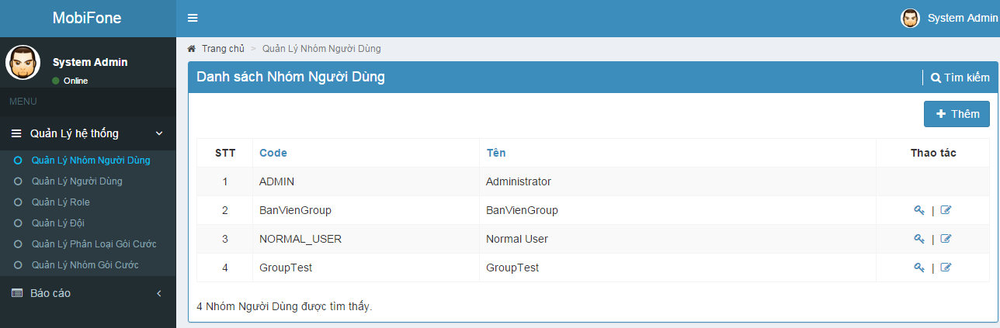 MobiFone
System Admin
System Admin
Online
MENU
Quản Lý hệ thống
Quản Lý Nhóm Người Dùng
Quản Lý Người Dùng
Quản Lý Role
Quản Lý Đội
Quản Lý Phân Loại Gói Cước
Quản Lý Nhóm Gói Cước
Báo cáo
Trang chủ > Quản Lý Nhóm Người Dùng
Danh sách Nhóm Người Dùng
Tìm kiếm
Thêm
STT Code Tên Thao tác
1 ADMIN Administrator
2 BanVienGroup BanVienGroup |
3 NORMAL_USER Normal User |
4 GroupTest GroupTest |
4 Nhóm Người Dùng được tìm thấy.